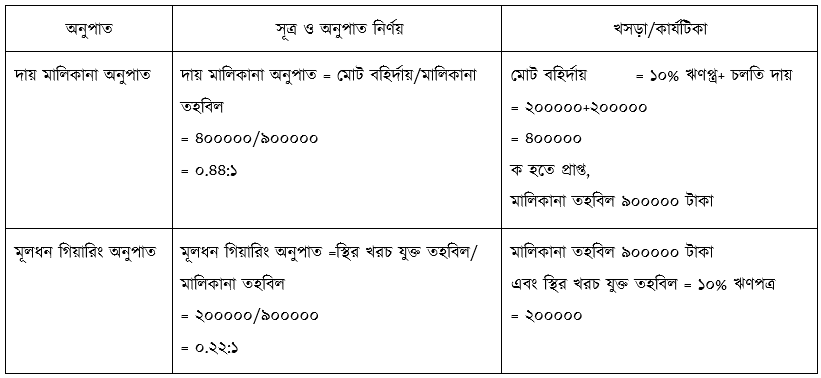 অনুপাত
সূত্র ও অনুপাত নির্ণয়
খসড়া/কার্যটিকা
দায় মালিকানা অনুপাত
দায় মালিকানা অনুপাত = মোট বহির্দায়/মালিকানা
তহবিল
= ৪০০০০০/৯০০০০০
= ০.৪৪:১
মোট বহির্দায় = ১০% ঋণপত্র+ চলতি দায়
= ২০০০০০+২০০০০০
= ৪০০০০০
ক হতে প্রাপ্ত,
মালিকানা তহবিল ৯০০০০০ টাকা
মূলধন গিয়ারিং অনুপাত
মূলধন গিয়ারিং অনুপাত =স্থির খরচ যুক্ত তহবিল/
মালিকানা তহবিল
= ২০০০০০/৯০০০০০
= ০.২২:১
মালিকানা তহবিল ৯০০০০০ টাকা
এবং স্থির খরচ যুক্ত তহবিল = ১০% ঋণপত্র
= ২০০০০০